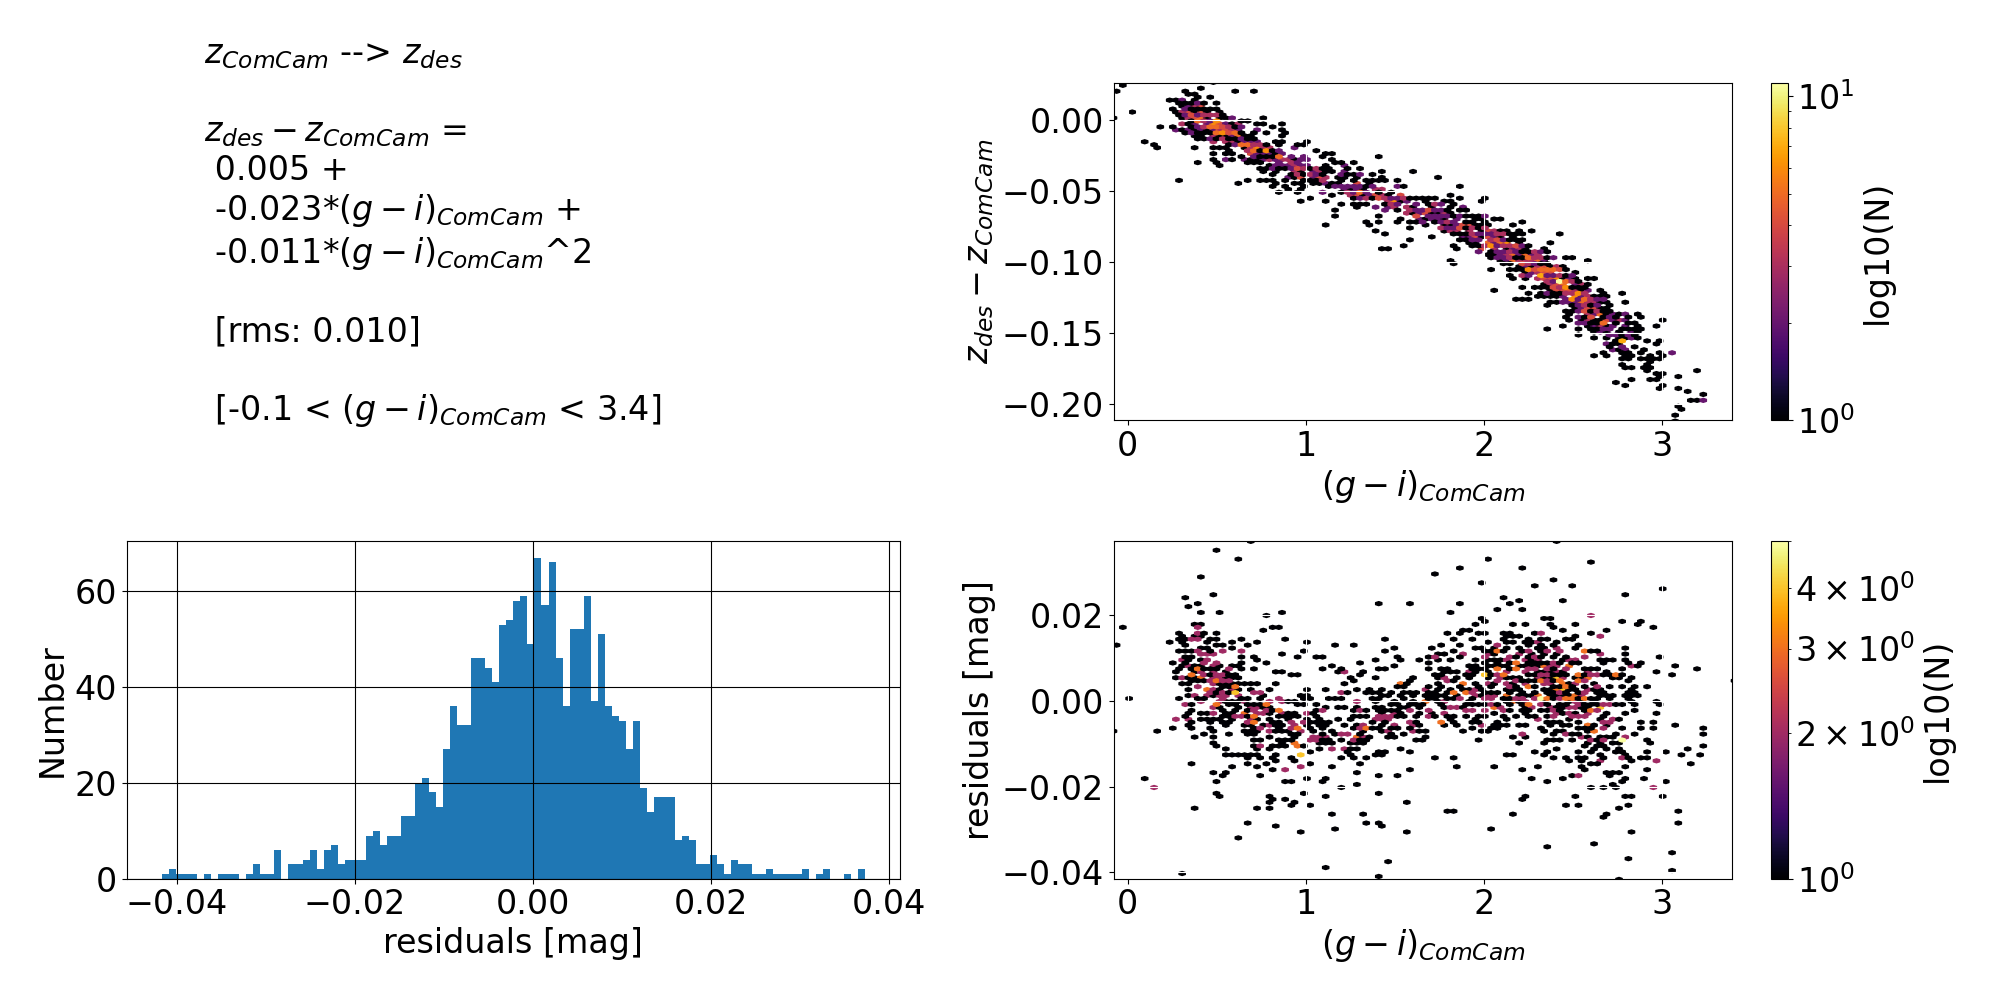 z_ComCam --> z_des
z_des − z_ComCam =
0.005 +
-0.023*(g − i)_ComCam +
-0.011*(g − i)_ComCam^2
[rms: 0.010]
[-0.1 < (g − i)_ComCam < 3.4]
0.00
−0.05
−0.10
−0.15
−0.20
z_des − z_ComCam
0 1 2 3
(g − i)_ComCam
10^1
10^0
log10(N)
60
40
20
0
Number
−0.04 −0.02 0.00 0.02 0.04
residuals [mag]
0.02
0.00
−0.02
−0.04
residuals [mag]
0 1 2 3
(g − i)_ComCam
4 × 10^0
3 × 10^0
2 × 10^0
10^0
log10(N)